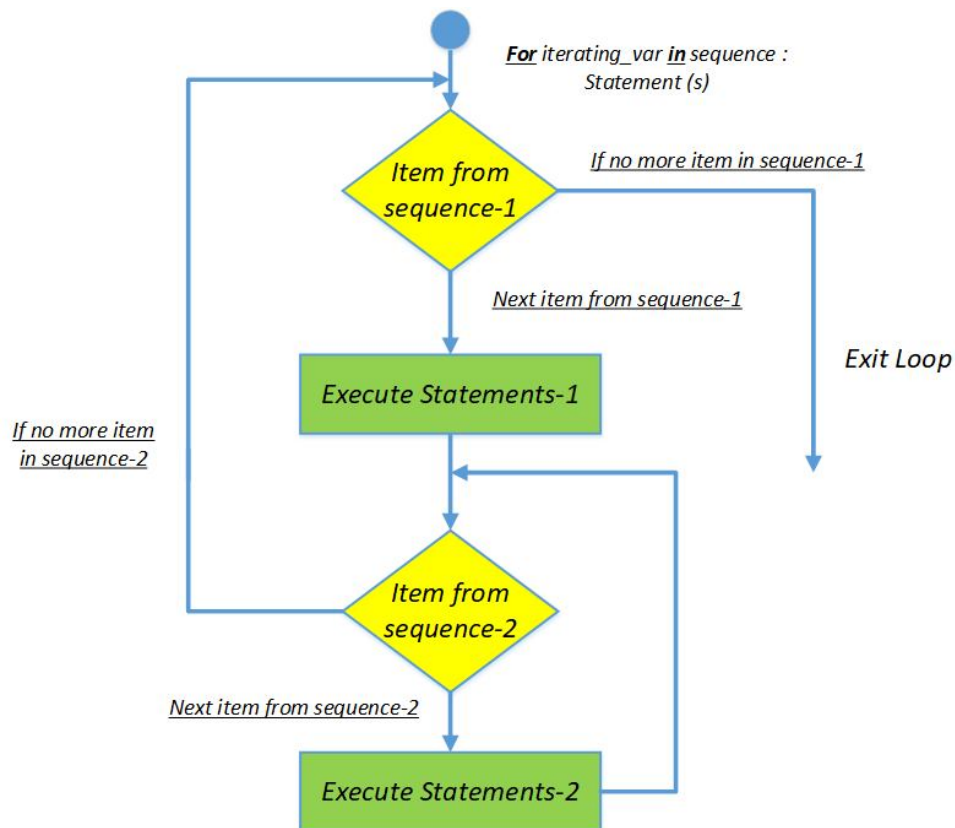 For iterating_var in sequence :
Statement (s)
Item from
sequence-1
If no more item in sequence-1
Next item from sequence-1
Exit Loop
Execute Statements-1
If no more item
in sequence-2
Item from
sequence-2
Next item from sequence-2
Execute Statements-2